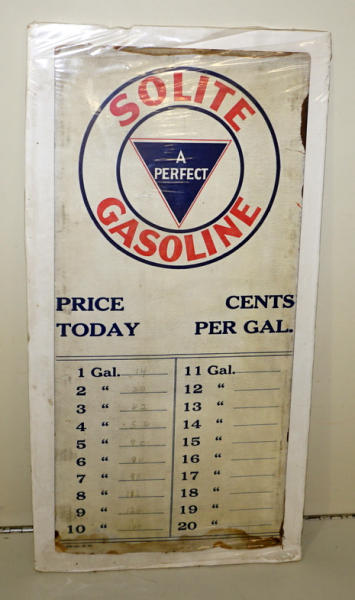 SOLITE
A
PERFECT
GASOLINE
PRICE TODAY
CENTS PER GAL.
1 Gal. 14
2 "
3 "
4 "
5 "
6 "
7 "
8 "
9 "
10 "
11 Gal.
12 "
13 "
14 "
15 "
16 "
17 "
18 "
19 "
20 "